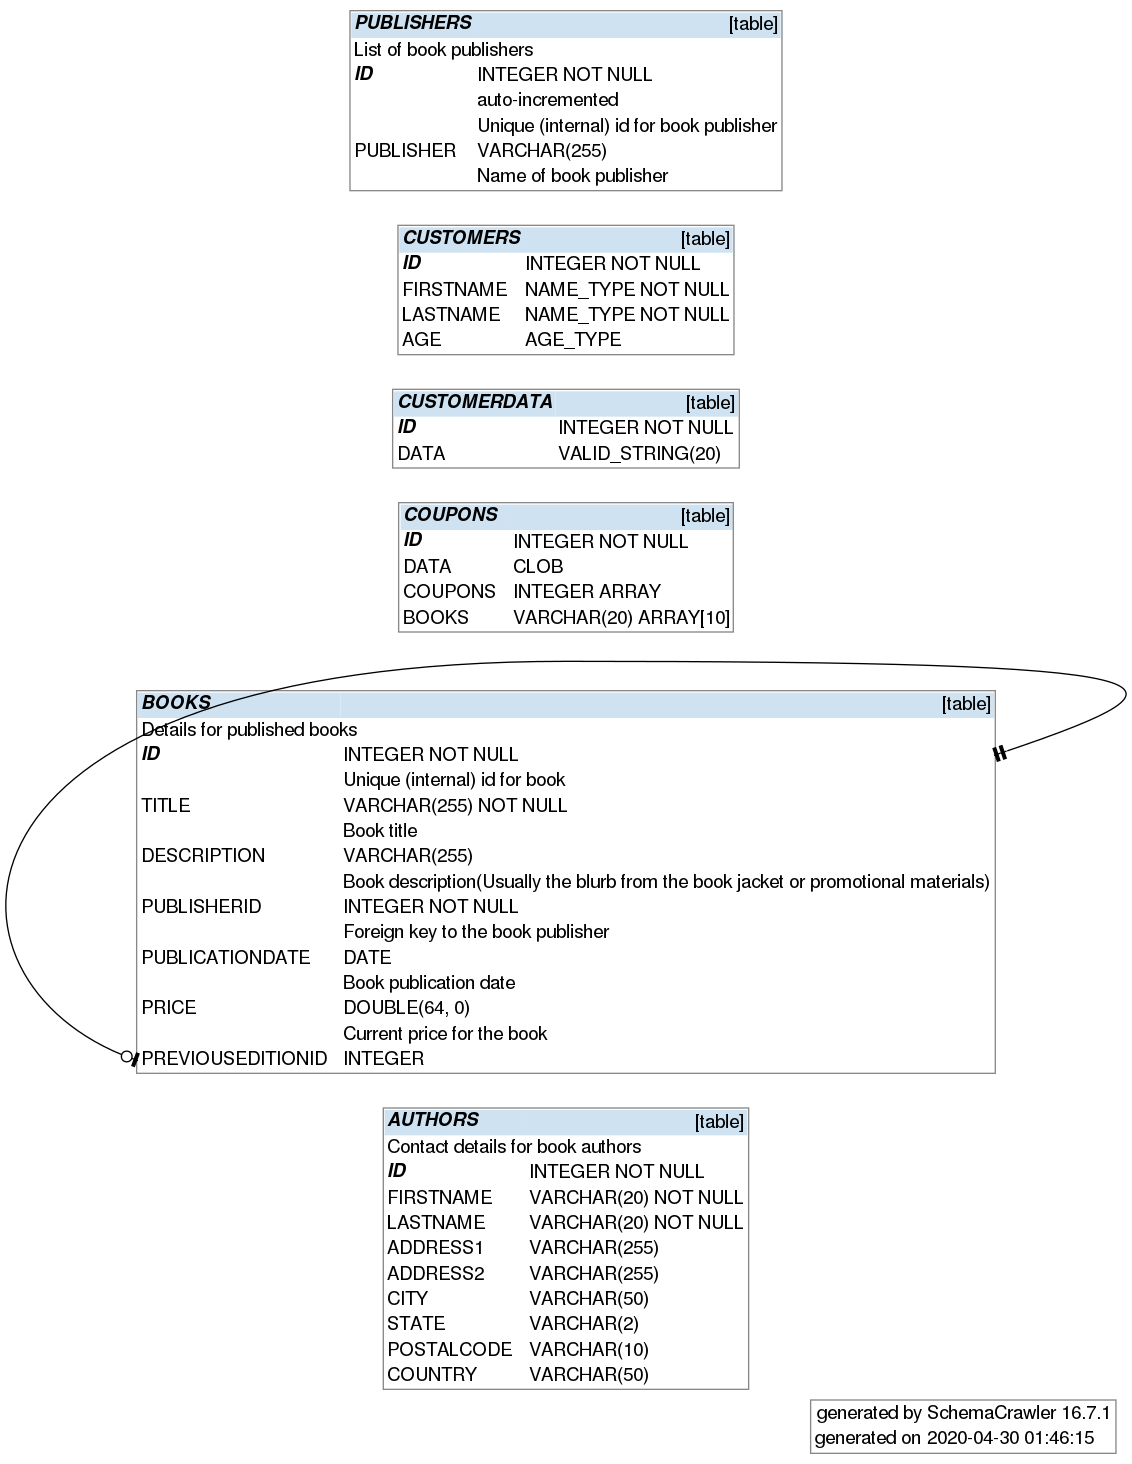 PUBLISHERS [table]
List of book publishers
ID INTEGER NOT NULL
auto-incremented
Unique (internal) id for book publisher
PUBLISHER VARCHAR(255)
Name of book publisher
CUSTOMERS [table]
ID INTEGER NOT NULL
FIRSTNAME NAME_TYPE NOT NULL
LASTNAME NAME_TYPE NOT NULL
AGE AGE_TYPE
CUSTOMERDATA [table]
ID INTEGER NOT NULL
DATA VALID_STRING(20)
COUPONS [table]
ID INTEGER NOT NULL
DATA CLOB
COUPONS INTEGER ARRAY
BOOKS VARCHAR(20) ARRAY[10]
BOOKS [table]
Details for published books
ID INTEGER NOT NULL
Unique (internal) id for book
TITLE VARCHAR(255) NOT NULL
Book title
DESCRIPTION VARCHAR(255)
Book description(Usually the blurb from the book jacket or promotional materials)
PUBLISHERID INTEGER NOT NULL
Foreign key to the book publisher
PUBLICATIONDATE DATE
Book publication date
PRICE DOUBLE(64, 0)
Current price for the book
PREVIOUSEDITIONID INTEGER
AUTHORS [table]
Contact details for book authors
ID INTEGER NOT NULL
FIRSTNAME VARCHAR(20) NOT NULL
LASTNAME VARCHAR(20) NOT NULL
ADDRESS1 VARCHAR(255)
ADDRESS2 VARCHAR(255)
CITY VARCHAR(50)
STATE VARCHAR(2)
POSTALCODE VARCHAR(10)
COUNTRY VARCHAR(50)
generated by SchemaCrawler 16.7.1
generated on 2020-04-30 01:46:15